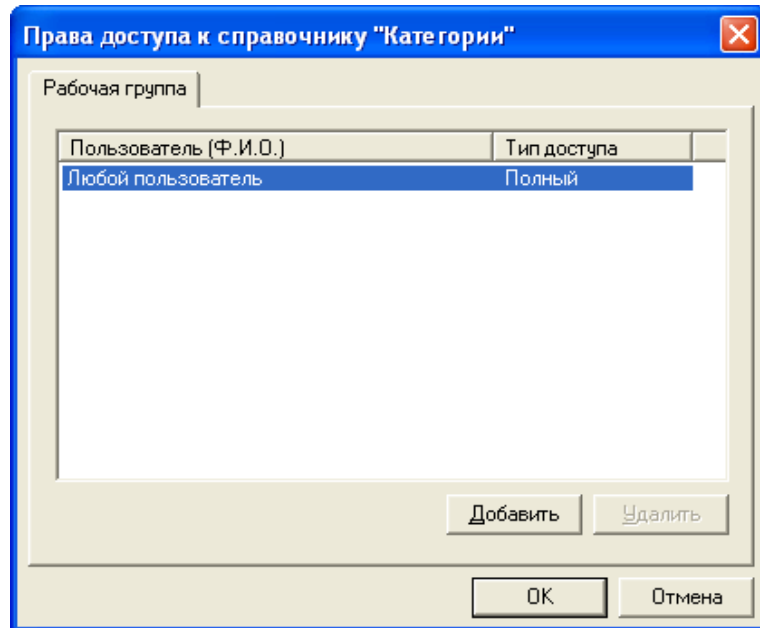 Права доступа к справочнику "Категории"
Рабочая группа
Пользователь (Ф.И.О.) Тип доступа
Любой пользователь Полный
Добавить Удалить
OK Отмена